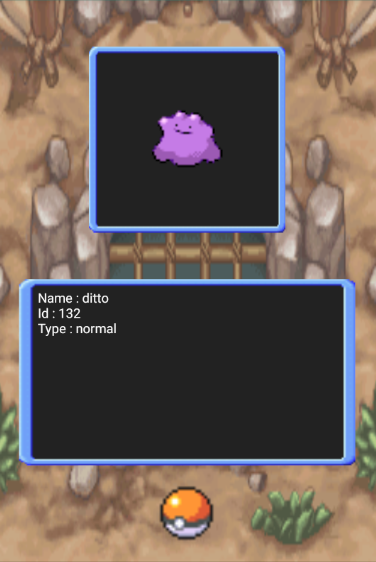 Name : ditto
Id : 132
Type : normal